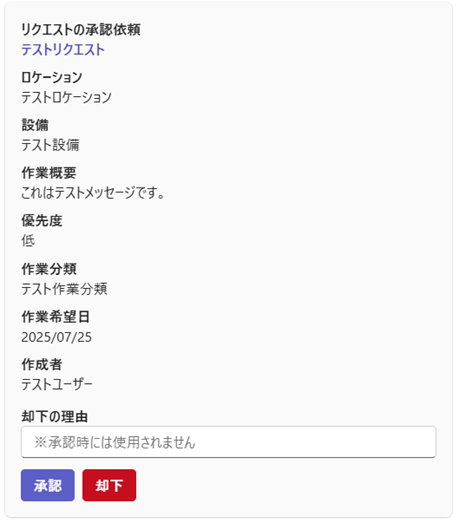 リクエストの承認依頼
テストリクエスト
ロケーション
テストロケーション
設備
テスト設備
作業概要
これはテストメッセージです。
優先度
低
作業分類
テスト作業分類
作業希望日
2025/07/25
作成者
テストユーザー
却下の理由
※承認時には使用されません
承認 却下